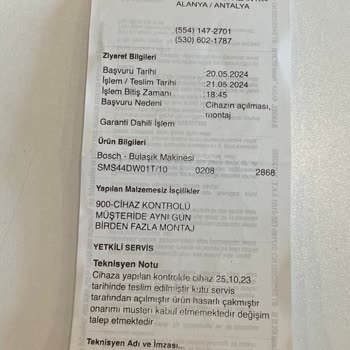 ALANYA / ANTALYA
(554) 147-2701
(530) 602-1787
Ziyaret Bilgileri
Başvuru Tarihi :20.05.2024
İşlem / Teslim Tarihi :21.05.2024
İşlem Bitiş Zamanı :18:45
Başvuru Nedeni :Cihazın açılması,
montaj
Garanti Dahili İşlem
Ürün Bilgileri
Bosch - Bulaşık Makinesi
SMS44DW01T/10 0208 2868
Yapılan Malzemesiz İşçilikler
900-CİHAZ KONTROLÜ
MÜŞTERİDE AYNI GÜN
BİRDEN FAZLA MONTAJ
YETKİLİ SERVİS
Teknisyen Notu
Cihaza yapılan kontrolde cihaz 25,10,23
tarihinde teslim edilmiştir kutu servis
tarafından açılmıştır ürün hasarlı çakmıştır
onarımı musteri kabul etmemektedir değişim
talep etmektedir
Teknisyen Adı ve İmzası...